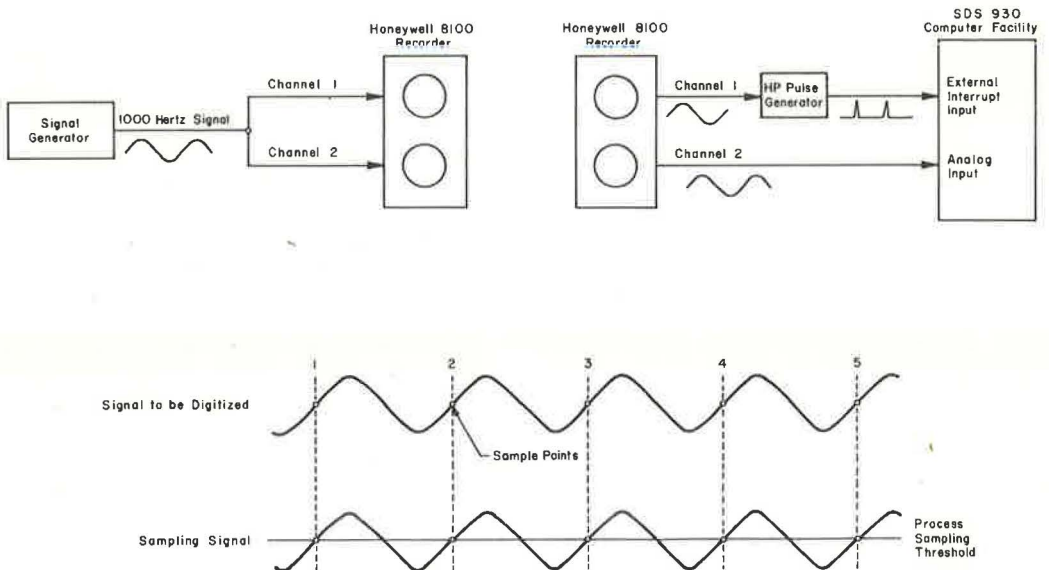 Honeywell 8100
Recorder
Honeywell 8100
Recorder
SDS 930
Computer Facility
Signal
Generator
1000 Hertz Signal
Channel 1
Channel 2
Channel 1
HP Pulse
Generator
External
Interrupt
Input
Channel 2
Analog
Input
1
2
3
4
5
Signal to be Digitized
Sample Points
Sampling Signal
Process
Sampling
Threshold